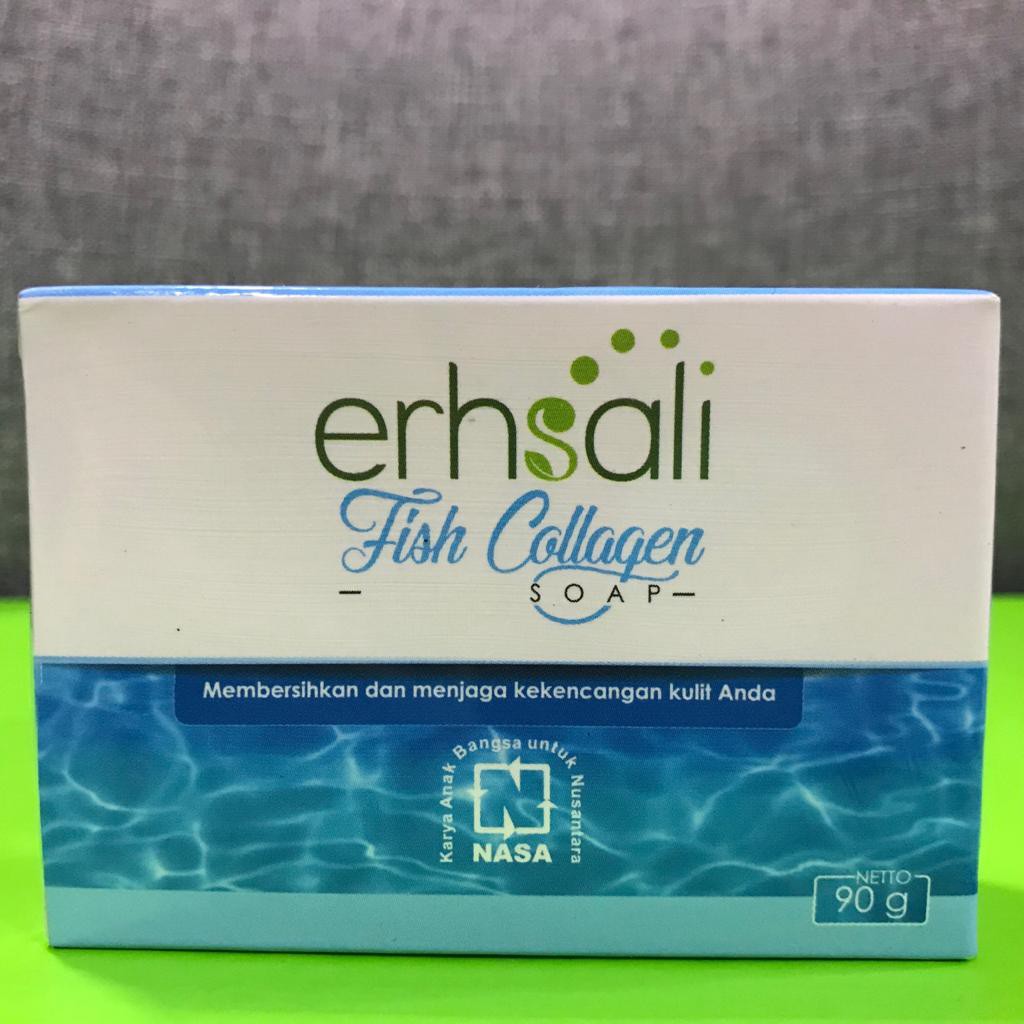 erhsali
Fish Collagen
SOAP
Membersihkan dan menjaga kekencangan kulit Anda
Karya Anak Bangsa untuk Nusantara
NASA
NETTO
90 g